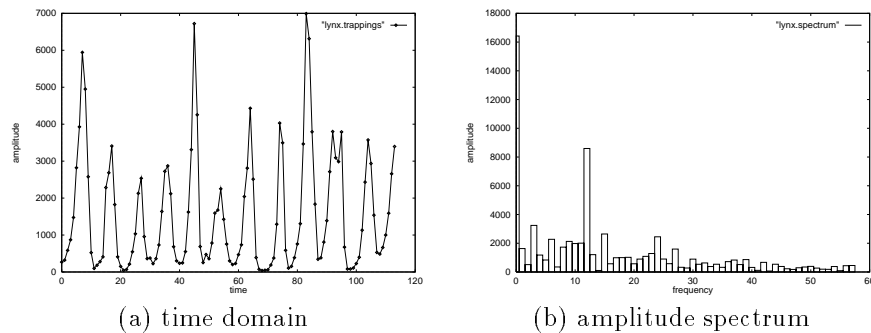 7000
6000
5000
4000
3000
2000
1000
0
amplitude
"lynx.trappings"
0 20 40 60 80 100 120
time
(a) time domain
18000
16000
14000
12000
10000
8000
6000
4000
2000
0
amplitude
"lynx.spectrum"
0 10 20 30 40 50 60
frequency
(b) amplitude spectrum